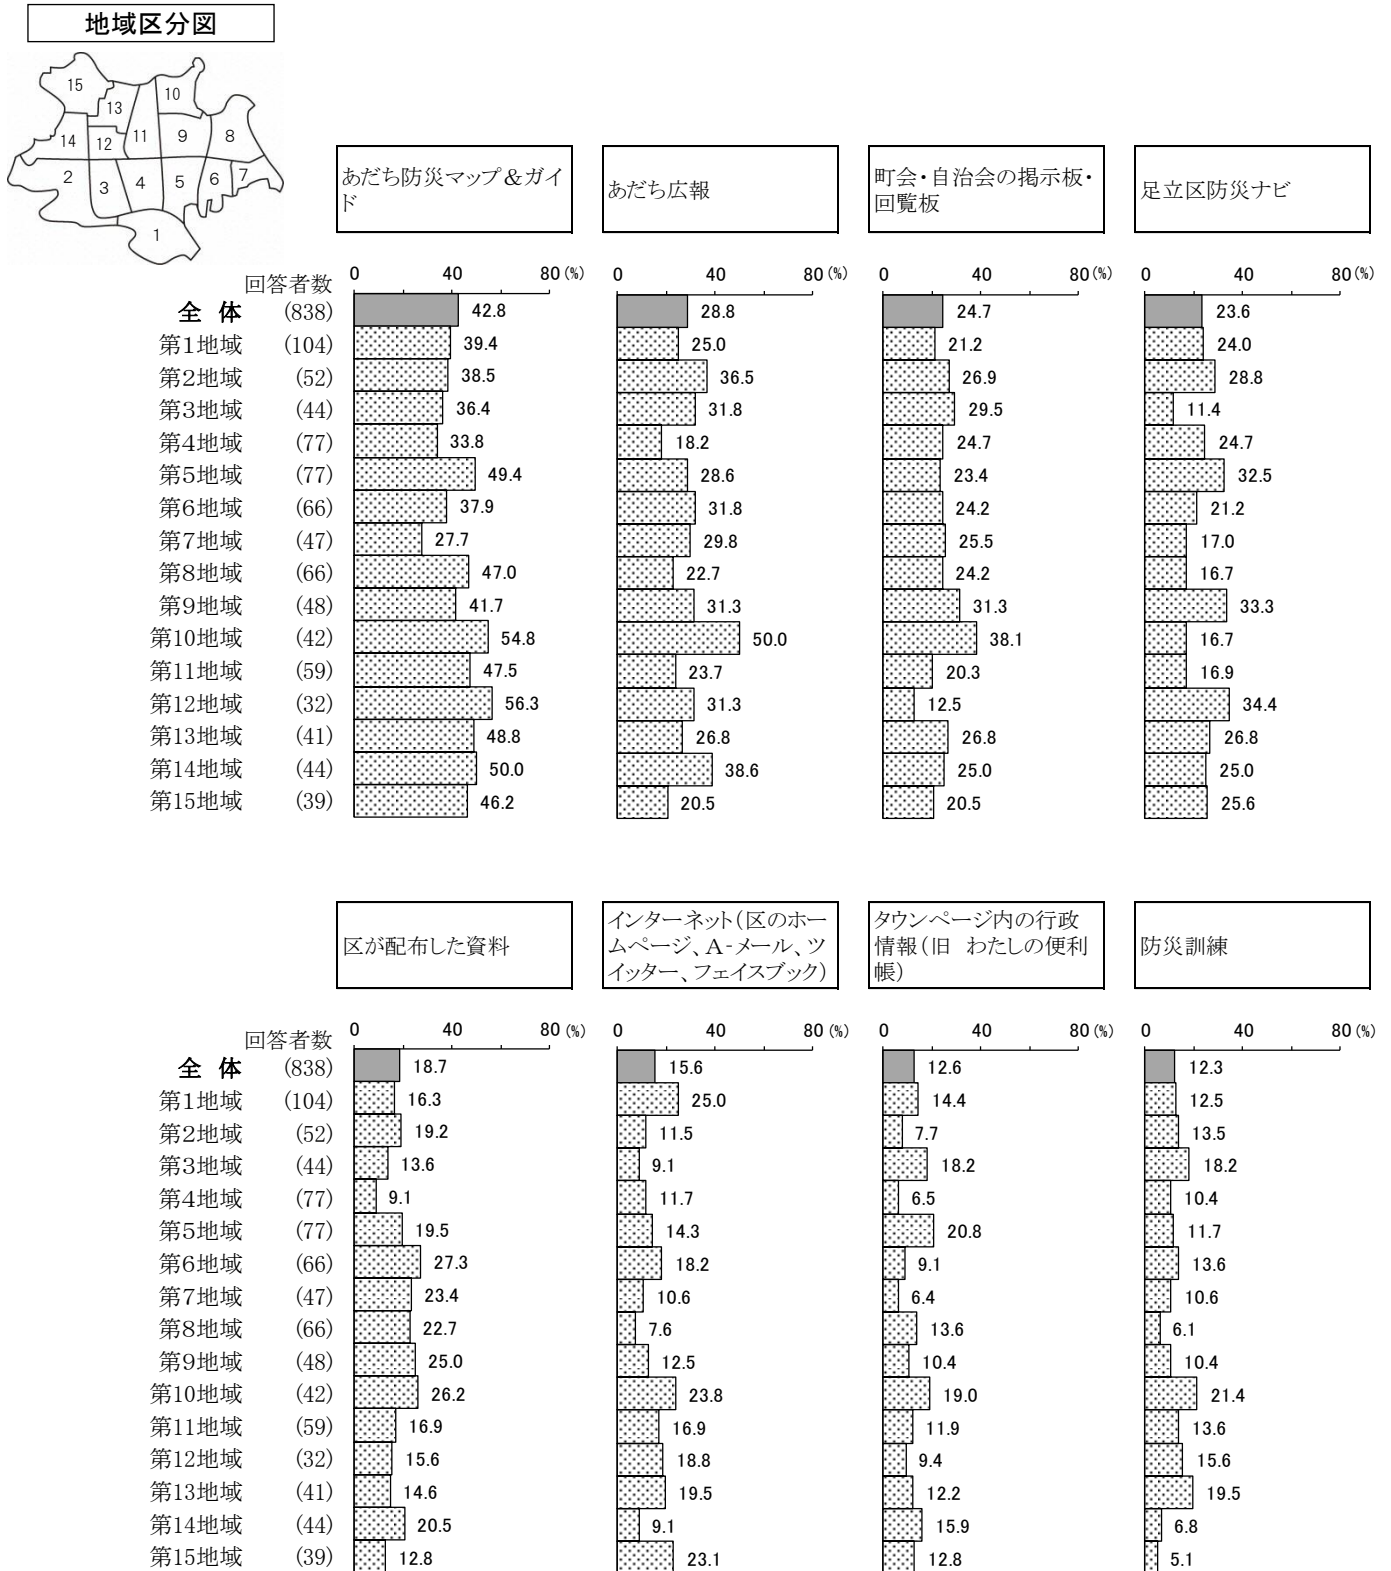 地域区分図
15
13
10
14
12
11
9
8
2
3
4
5
6
7
1
あだち防災マップ&ガイ
ド
あだち広報
町会・自治会の掲示板・
回覧板
足立区防災ナビ
0 40 80(%) 0 40 80(%) 0 40 80(%) 0 40 80(%)
回答者数
全 体 (838) 42.8 28.8 24.7 23.6
第1地域 (104) 39.4 25.0 21.2 24.0
第2地域 (52) 38.5 36.5 26.9 28.8
第3地域 (44) 36.4 31.8 29.5 11.4
第4地域 (77) 33.8 18.2 24.7 24.7
第5地域 (77) 49.4 28.6 23.4 32.5
第6地域 (66) 37.9 31.8 24.2 21.2
第7地域 (47) 27.7 29.8 25.5 17.0
第8地域 (66) 47.0 22.7 24.2 16.7
第9地域 (48) 41.7 31.3 31.3 33.3
第10地域 (42) 54.8 50.0 38.1 16.7
第11地域 (59) 47.5 23.7 20.3 16.9
第12地域 (32) 56.3 31.3 12.5 34.4
第13地域 (41) 48.8 26.8 26.8 26.8
第14地域 (44) 50.0 38.6 25.0 25.0
第15地域 (39) 46.2 20.5 20.5 25.6
区が配布した資料
インターネット(区のホー
ムページ、A-メール、ツ
イッター、フェイスブック)
タウンページ内の行政
情報(旧 わたしの便利
帳)
防災訓練
0 40 80(%) 0 40 80(%) 0 40 80(%) 0 40 80(%)
回答者数
全 体 (838) 18.7 15.6 12.6 12.3
第1地域 (104) 16.3 25.0 14.4 12.5
第2地域 (52) 19.2 11.5 7.7 13.5
第3地域 (44) 13.6 9.1 18.2 18.2
第4地域 (77) 9.1 11.7 6.5 10.4
第5地域 (77) 19.5 14.3 20.8 11.7
第6地域 (66) 27.3 18.2 9.1 13.6
第7地域 (47) 23.4 10.6 6.4 10.6
第8地域 (66) 22.7 7.6 13.6 6.1
第9地域 (48) 25.0 12.5 10.4 10.4
第10地域 (42) 26.2 23.8 19.0 21.4
第11地域 (59) 16.9 16.9 11.9 13.6
第12地域 (32) 15.6 18.8 9.4 15.6
第13地域 (41) 14.6 19.5 12.2 19.5
第14地域 (44) 20.5 9.1 15.9 6.8
第15地域 (39) 12.8 23.1 12.8 5.1